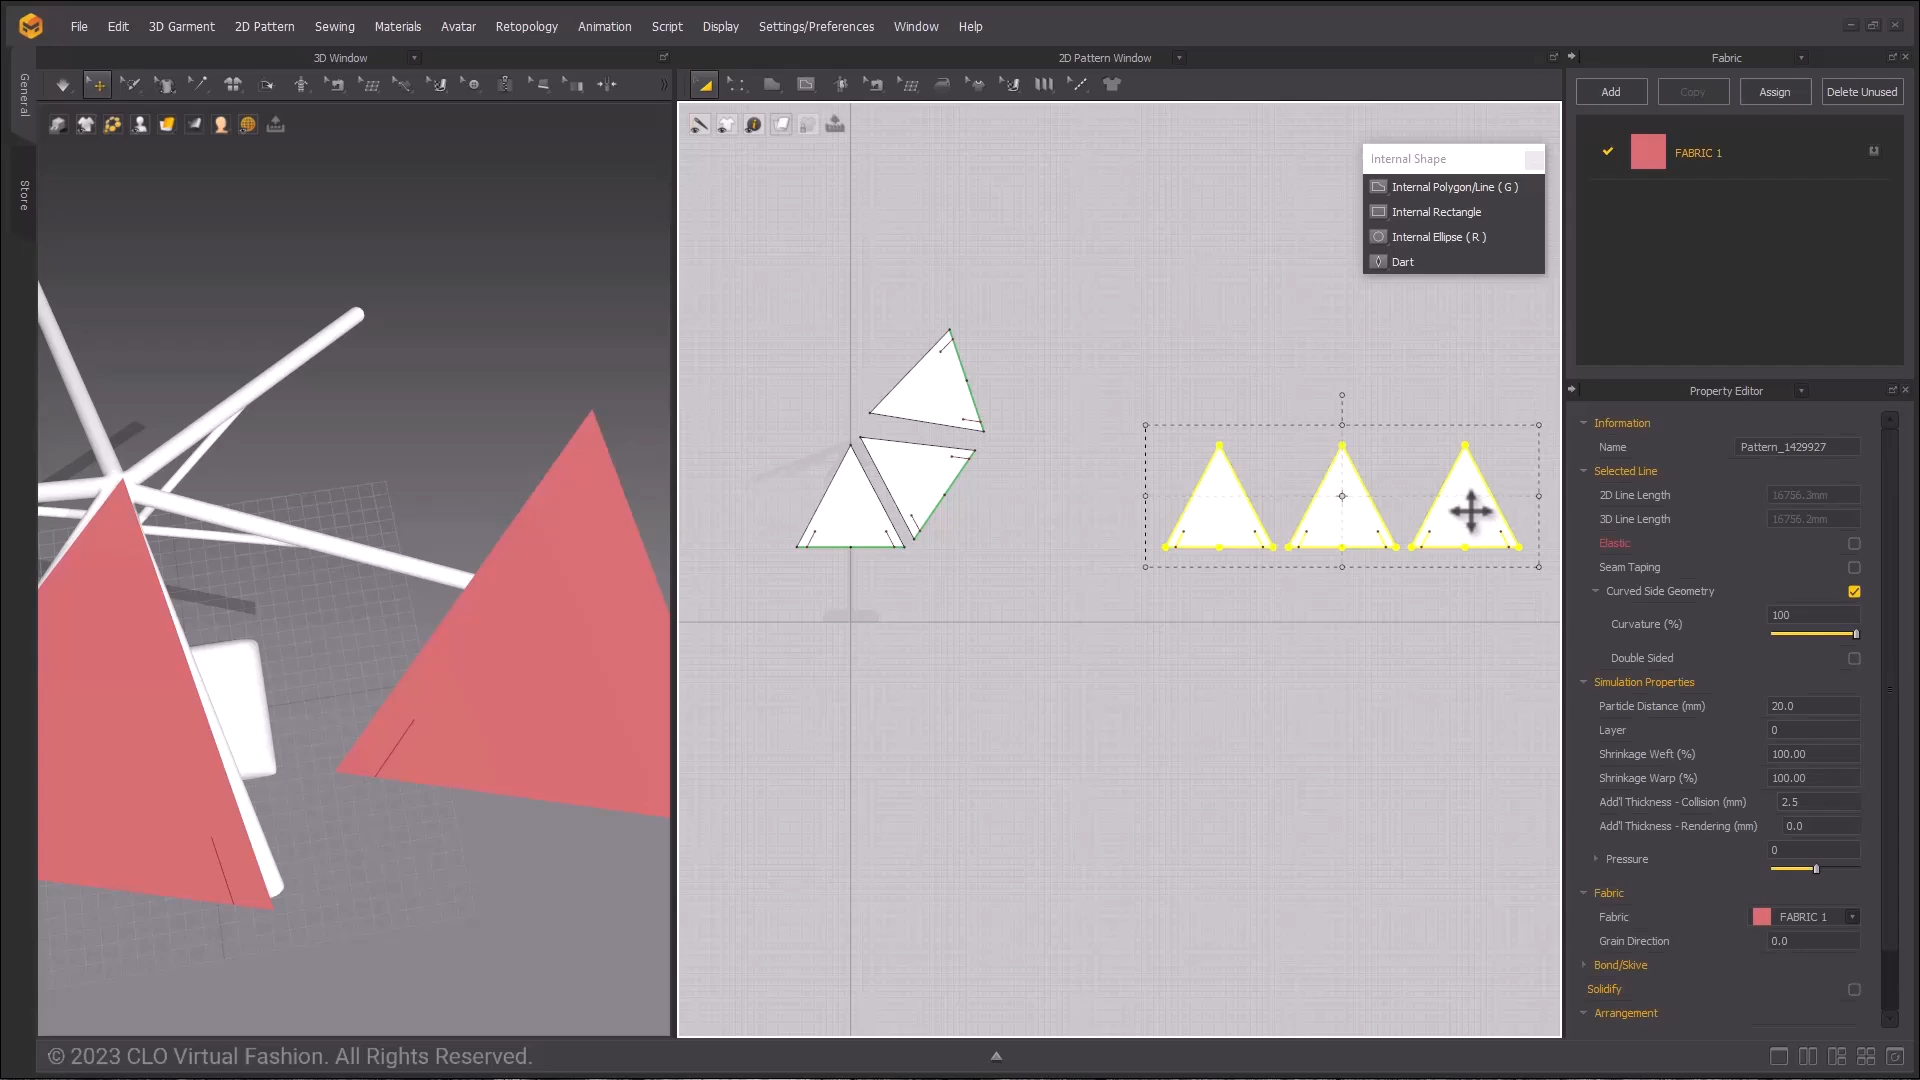 File Edit 3D Garment 2D Pattern Sewing Materials Avatar Retopology Animation Script Display Settings/Preferences Window Help
General
Store
3D Window
2D Pattern Window
Internal Shape
Internal Polygon/Line ( G )
Internal Rectangle
Internal Ellipse ( R )
Dart
Fabric
Add Copy Assign Delete Unused
FABRIC 1
Property Editor
Information
Name Pattern_1429927
Selected Line
2D Line Length 16756.3mm
3D Line Length 16756.2mm
Elastic
Seam Taping
Curved Side Geometry
Curvature (%) 100
Double Sided
Simulation Properties
Particle Distance (mm) 20.0
Layer 0
Shrinkage Weft (%) 100.00
Shrinkage Warp (%) 100.00
Add'l Thickness - Collision (mm) 2.5
Add'l Thickness - Rendering (mm) 0.0
Pressure 0
Fabric
Fabric FABRIC 1
Grain Direction 0.0
Bond/Skive
Solidify
Arrangement
© 2023 CLO Virtual Fashion. All Rights Reserved.